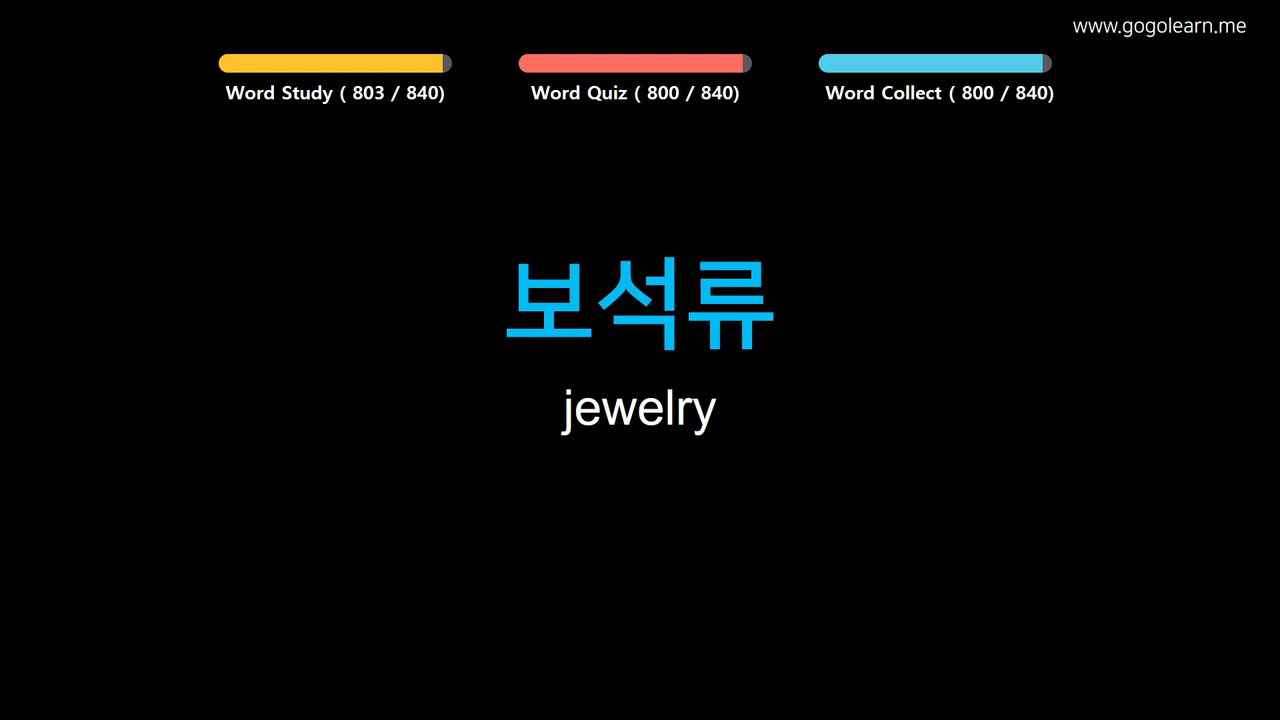 www.gogolearn.me
Word Study ( 803 / 840)
Word Quiz ( 800 / 840)
Word Collect ( 800 / 840)
보석류
jewelry